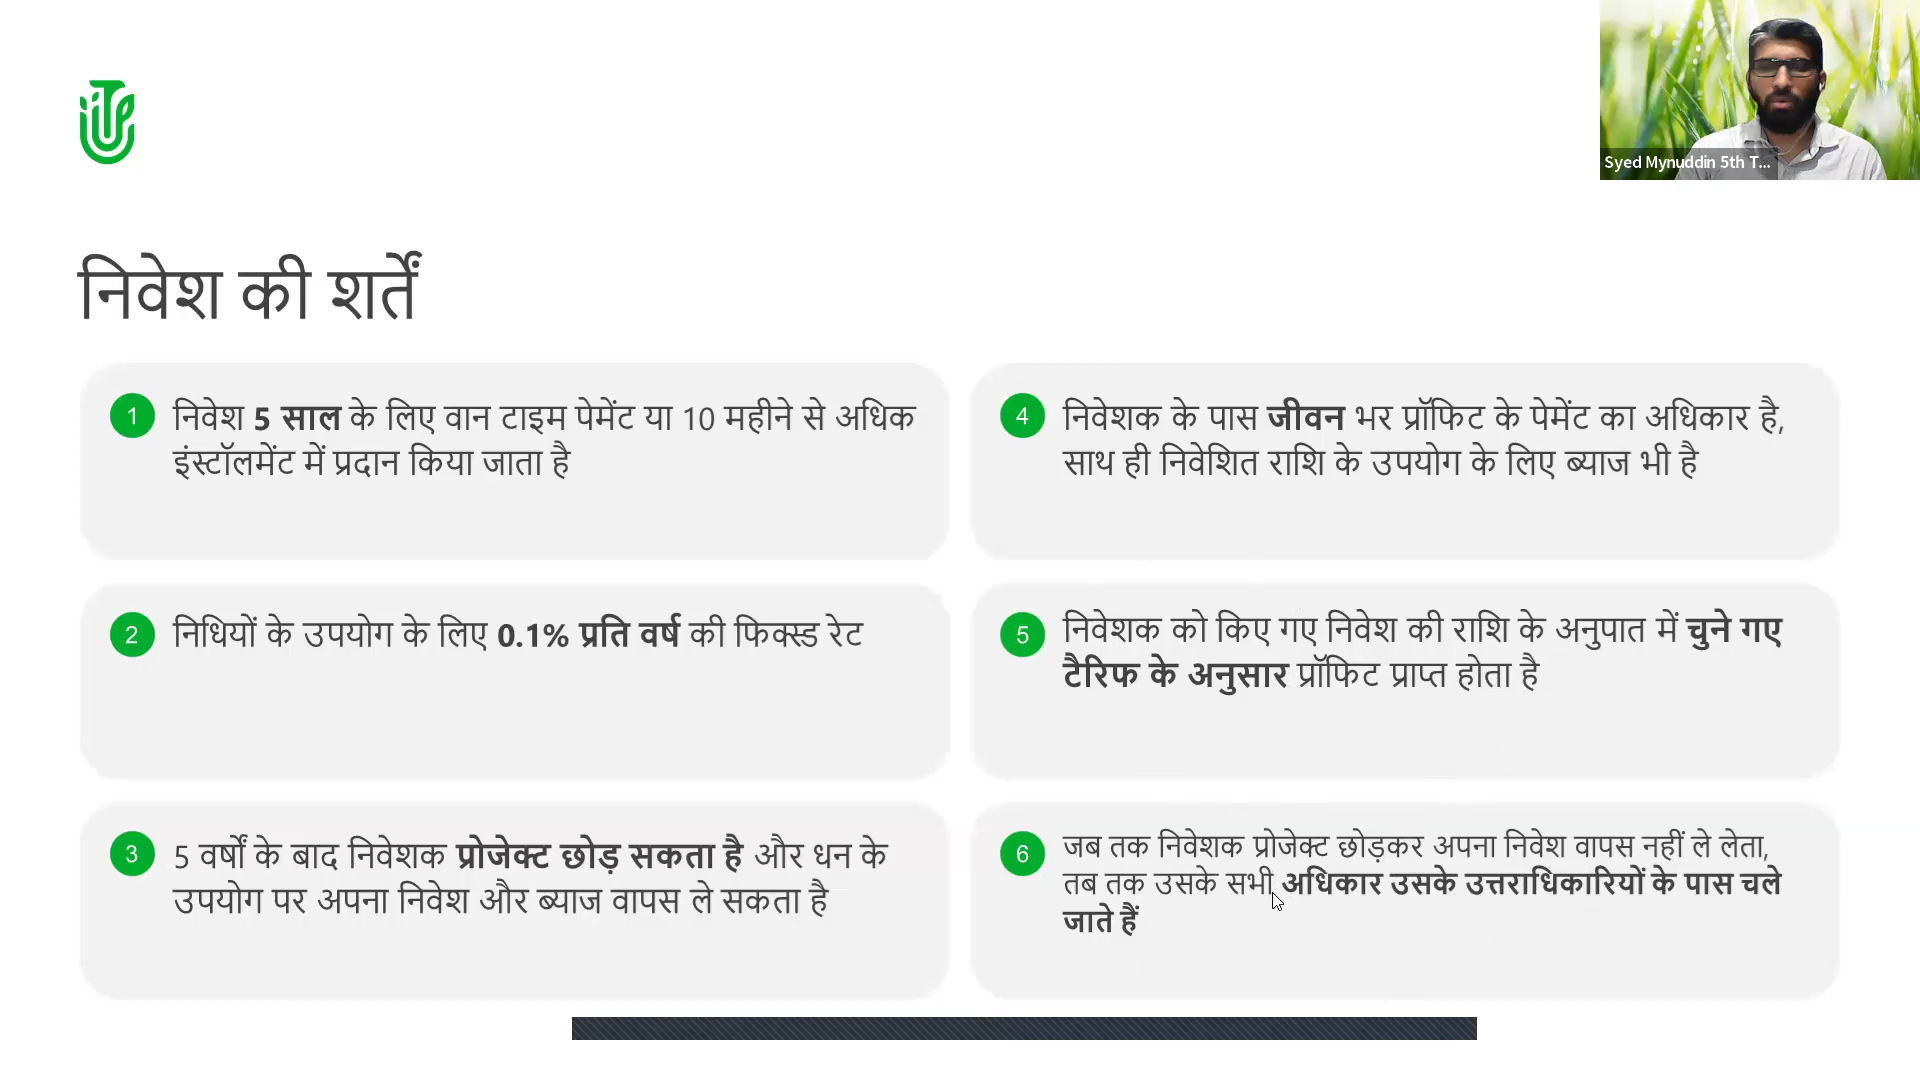 Syed Mynuddin 5th T...
निवेश की शर्तें
1
निवेश 5 साल के लिए वान टाइम पेमेंट या 10 महीने से अधिक
इंस्टॉलमेंट में प्रदान किया जाता है
2
निधियों के उपयोग के लिए 0.1% प्रति वर्ष की फिक्स्ड रेट
3
5 वर्षों के बाद निवेशक प्रोजेक्ट छोड़ सकता है और धन के
उपयोग पर अपना निवेश और ब्याज वापस ले सकता है
4
निवेशक के पास जीवन भर प्रॉफिट के पेमेंट का अधिकार है,
साथ ही निवेशित राशि के उपयोग के लिए ब्याज भी है
5
निवेशक को किए गए निवेश की राशि के अनुपात में चुने गए
टैरिफ के अनुसार प्रॉफिट प्राप्त होता है
6
जब तक निवेशक प्रोजेक्ट छोड़कर अपना निवेश वापस नहीं ले लेता,
तब तक उसके सभी अधिकार उसके उत्तराधिकारियों के पास चले
जाते हैं